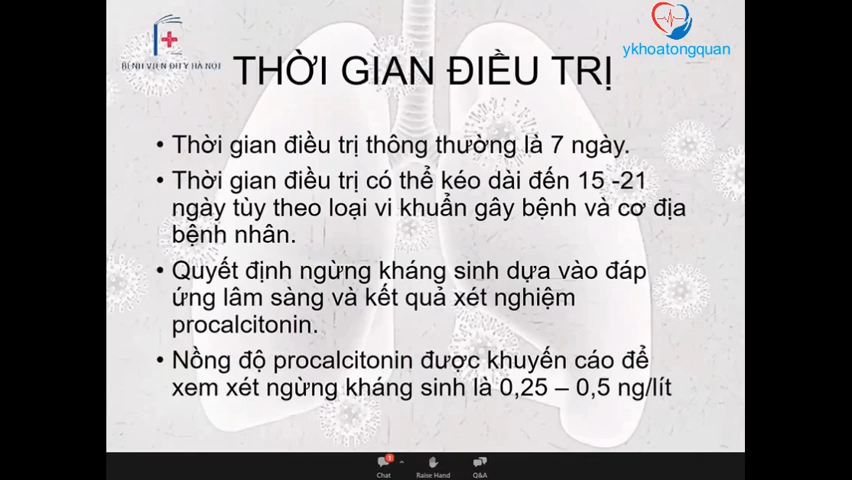 BỆNH VIỆN ĐHY HÀ NỘI
ykhoatongquan
THỜI GIAN ĐIỀU TRỊ
• Thời gian điều trị thông thường là 7 ngày.
• Thời gian điều trị có thể kéo dài đến 15 -21
ngày tùy theo loại vi khuẩn gây bệnh và cơ địa
bệnh nhân.
• Quyết định ngừng kháng sinh dựa vào đáp
ứng lâm sàng và kết quả xét nghiệm
procalcitonin.
• Nồng độ procalcitonin được khuyến cáo để
xem xét ngừng kháng sinh là 0,25 – 0,5 ng/lít
1
Chat Raise Hand Q&A